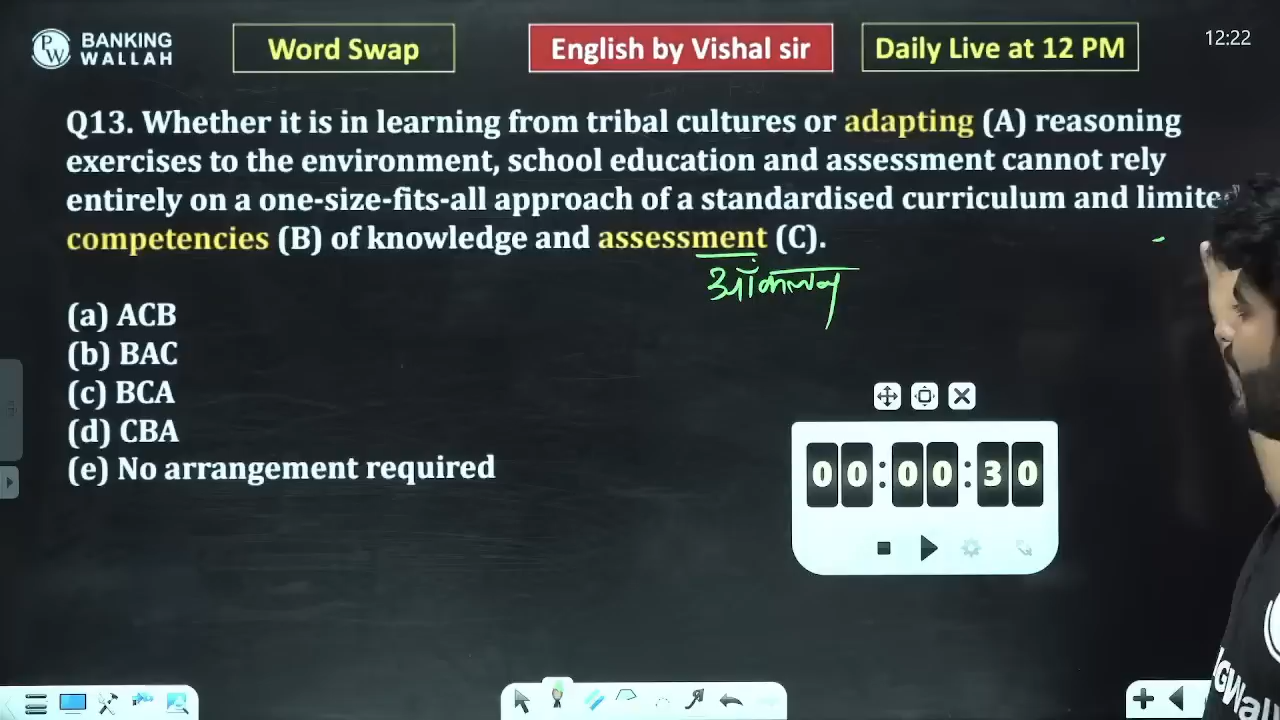 PW BANKING WALLAH
Word Swap
English by Vishal sir
Daily Live at 12 PM
12:22
Q13. Whether it is in learning from tribal cultures or adapting (A) reasoning
exercises to the environment, school education and assessment cannot rely
entirely on a one-size-fits-all approach of a standardised curriculum and limite
competencies (B) of knowledge and assessment (C).
आँकलन
(a) ACB
(b) BAC
(c) BCA
(d) CBA
(e) No arrangement required
00:00:30